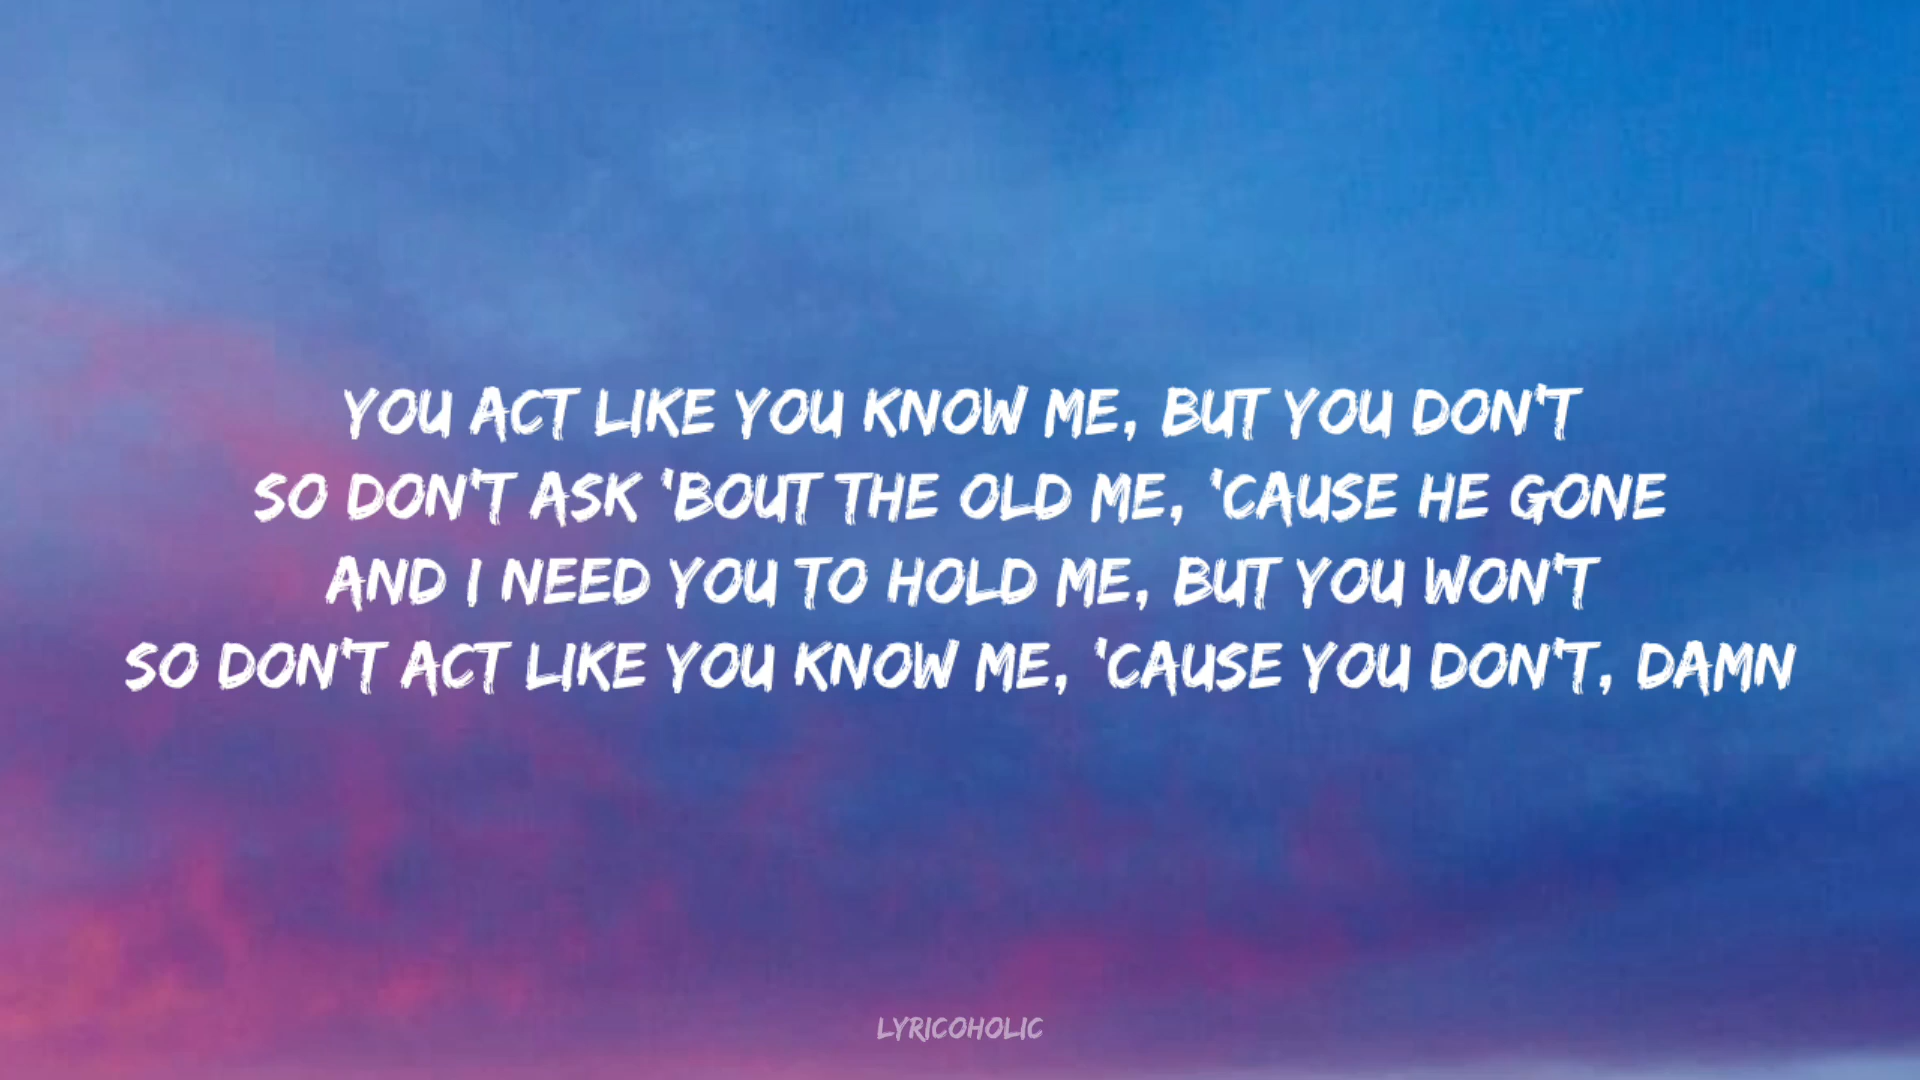 YOU ACT LIKE YOU KNOW ME, BUT YOU DON'T
SO DON'T ASK 'BOUT THE OLD ME, 'CAUSE HE GONE
AND I NEED YOU TO HOLD ME, BUT YOU WON'T
SO DON'T ACT LIKE YOU KNOW ME, 'CAUSE YOU DON'T, DAMN
LYRICOHOLIC